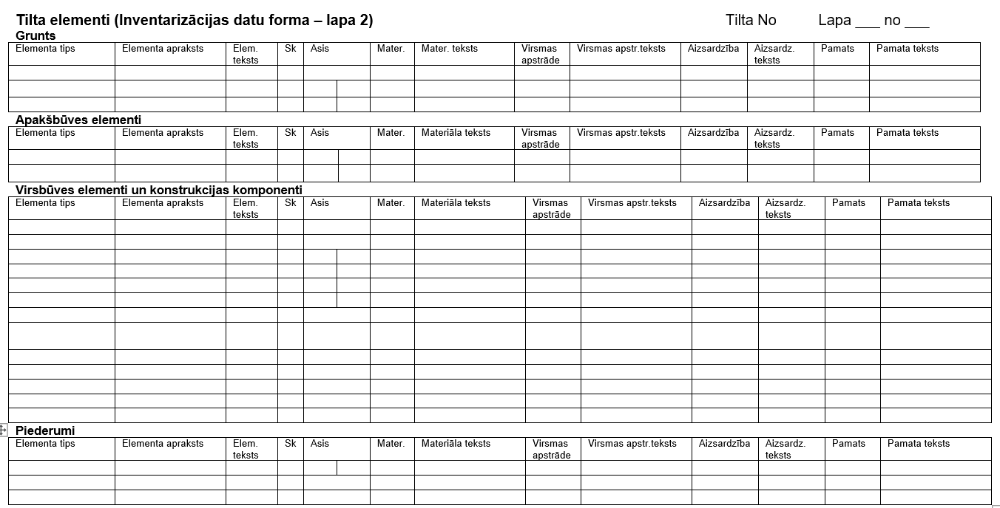 Tilta elementi (Inventarizācijas datu forma – lapa 2) Tilta No Lapa ___ no ___
Grunts
Elementa tips Elementa apraksts Elem. Sk Asis Mater. Mater. teksts Virsmas Virsmas apstr.teksts Aizsardzība Aizsardz. Pamats Pamata teksts
teksts apstrāde teksts
Apakšbūves elementi
Elementa tips Elementa apraksts Elem. Sk Asis Mater. Materiāla teksts Virsmas Virsmas apstr.teksts Aizsardzība Aizsardz. Pamats Pamata teksts
teksts apstrāde teksts
Virsbūves elementi un konstrukcijas komponenti
Elementa tips Elementa apraksts Elem. Sk Asis Mater. Materiāla teksts Virsmas Virsmas apstr.teksts Aizsardzība Aizsardz. Pamats Pamata teksts
teksts apstrāde teksts
Piederumi
Elementa tips Elementa apraksts Elem. Sk Asis Mater. Materiāla teksts Virsmas Virsmas apstr.teksts Aizsardzība Aizsardz. Pamats Pamata teksts
teksts apstrāde teksts